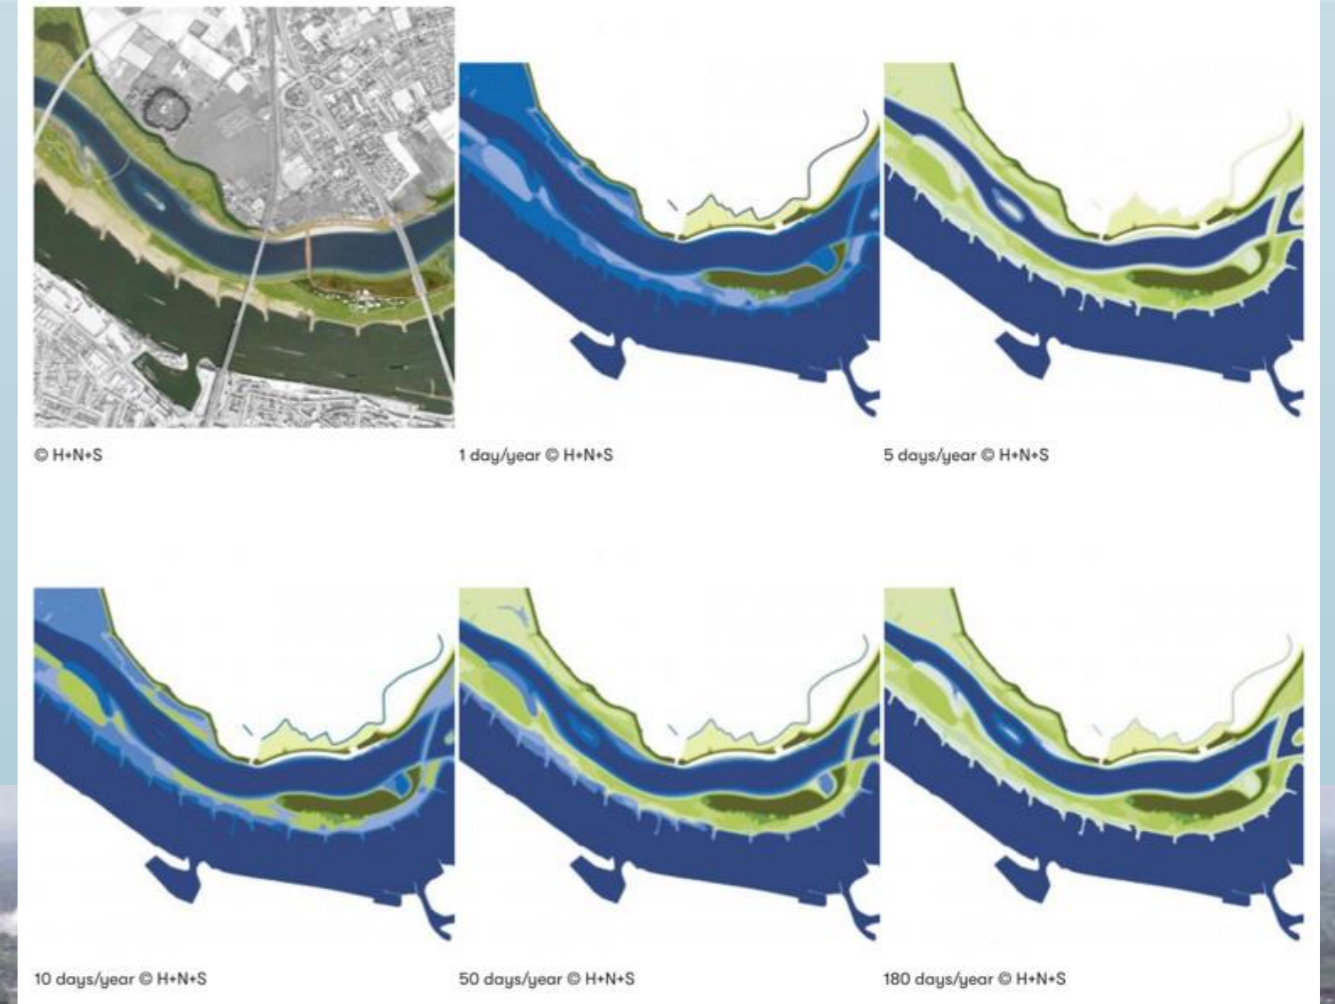 © H+N+S
1 day/year © H+N+S
5 days/year © H+N+S
10 days/year © H+N+S
50 days/year © H+N+S
180 days/year © H+N+S